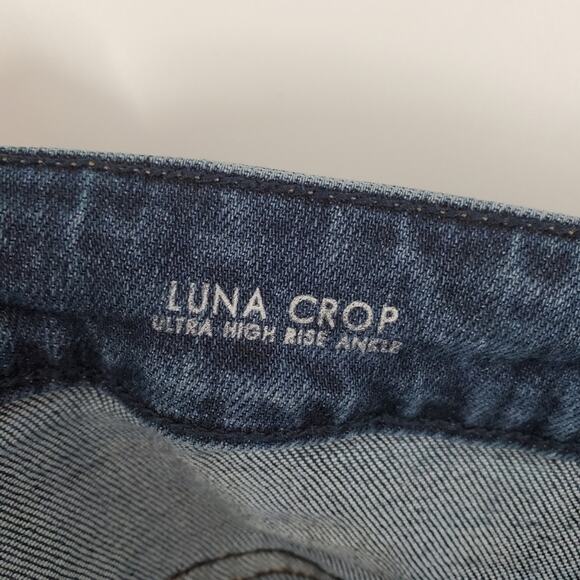 LUNA CROP
ULTRA HIGH RISE ANKLE